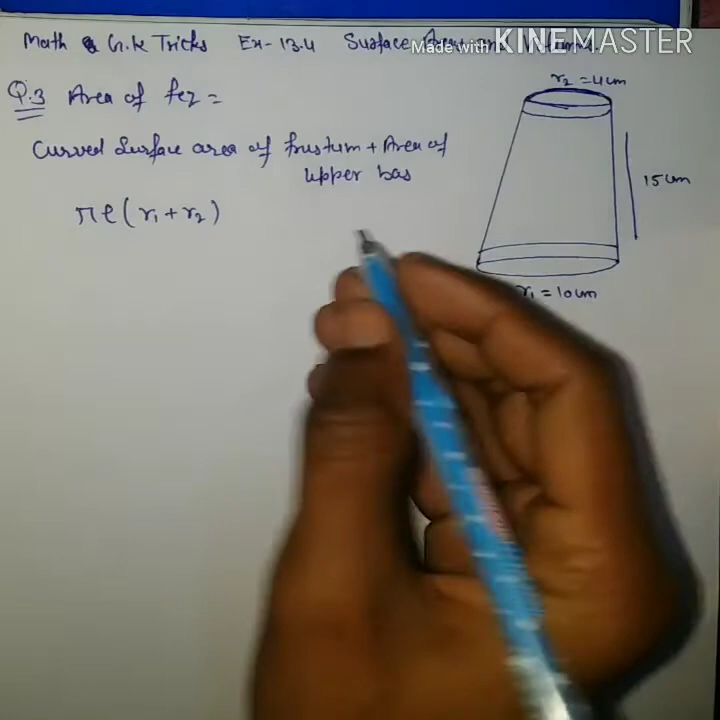 Math & G.K Tricks Ex-13.4 Surface
Made with KINEMASTER
Q.3 Area of fez =
Curved Surface area of frustum + Area of
upper bas
πl(r₁+r₂)
r₂ = 4cm
15cm
r₁ = 10cm